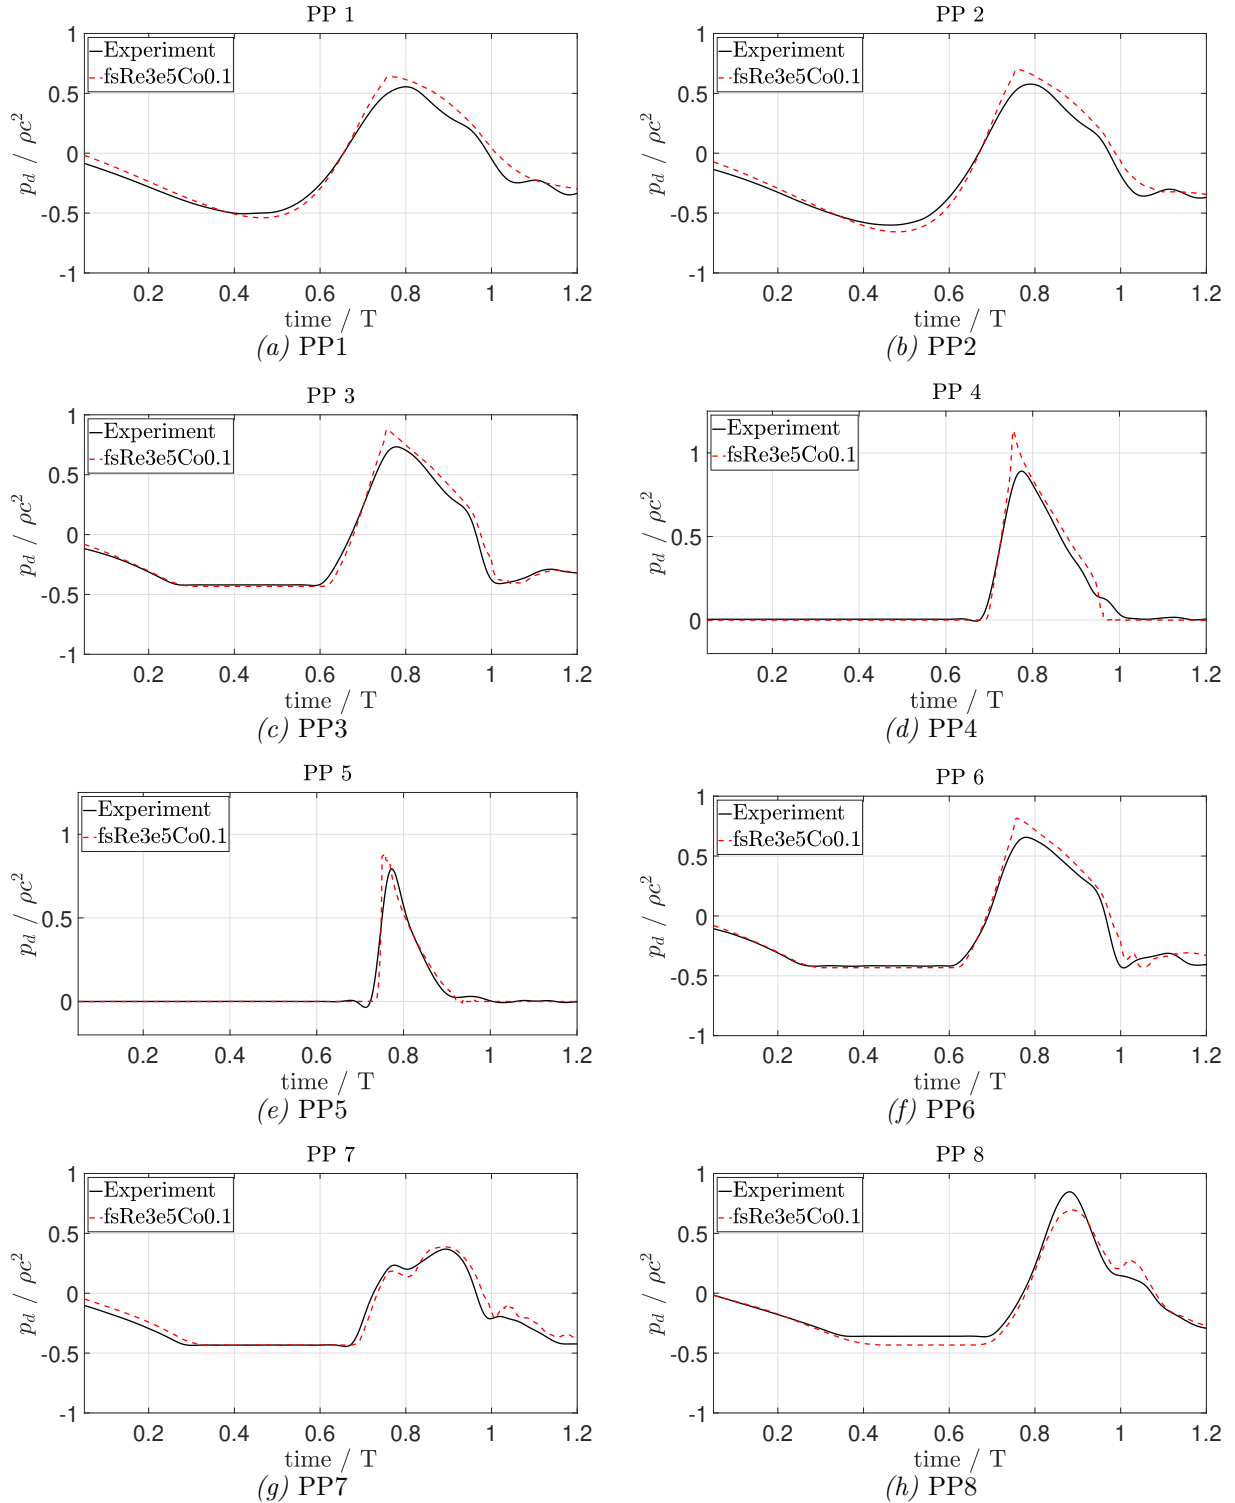 PP 1
1
0.5
0
-0.5
-1
p_d / ρc²
Experiment
fsRe3e5Co0.1
0.2 0.4 0.6 0.8 1 1.2
time / T
(a) PP1
PP 2
1
0.5
0
-0.5
-1
p_d / ρc²
Experiment
fsRe3e5Co0.1
0.2 0.4 0.6 0.8 1 1.2
time / T
(b) PP2
PP 3
1
0.5
0
-0.5
-1
p_d / ρc²
Experiment
fsRe3e5Co0.1
0.2 0.4 0.6 0.8 1 1.2
time / T
(c) PP3
PP 4
1
0.5
0
p_d / ρc²
Experiment
fsRe3e5Co0.1
0.2 0.4 0.6 0.8 1 1.2
time / T
(d) PP4
PP 5
1
0.5
0
p_d / ρc²
Experiment
fsRe3e5Co0.1
0.2 0.4 0.6 0.8 1 1.2
time / T
(e) PP5
PP 6
1
0.5
0
-0.5
-1
p_d / ρc²
Experiment
fsRe3e5Co0.1
0.2 0.4 0.6 0.8 1 1.2
time / T
(f) PP6
PP 7
1
0.5
0
-0.5
-1
p_d / ρc²
Experiment
fsRe3e5Co0.1
0.2 0.4 0.6 0.8 1 1.2
time / T
(g) PP7
PP 8
1
0.5
0
-0.5
-1
p_d / ρc²
Experiment
fsRe3e5Co0.1
0.2 0.4 0.6 0.8 1 1.2
time / T
(h) PP8